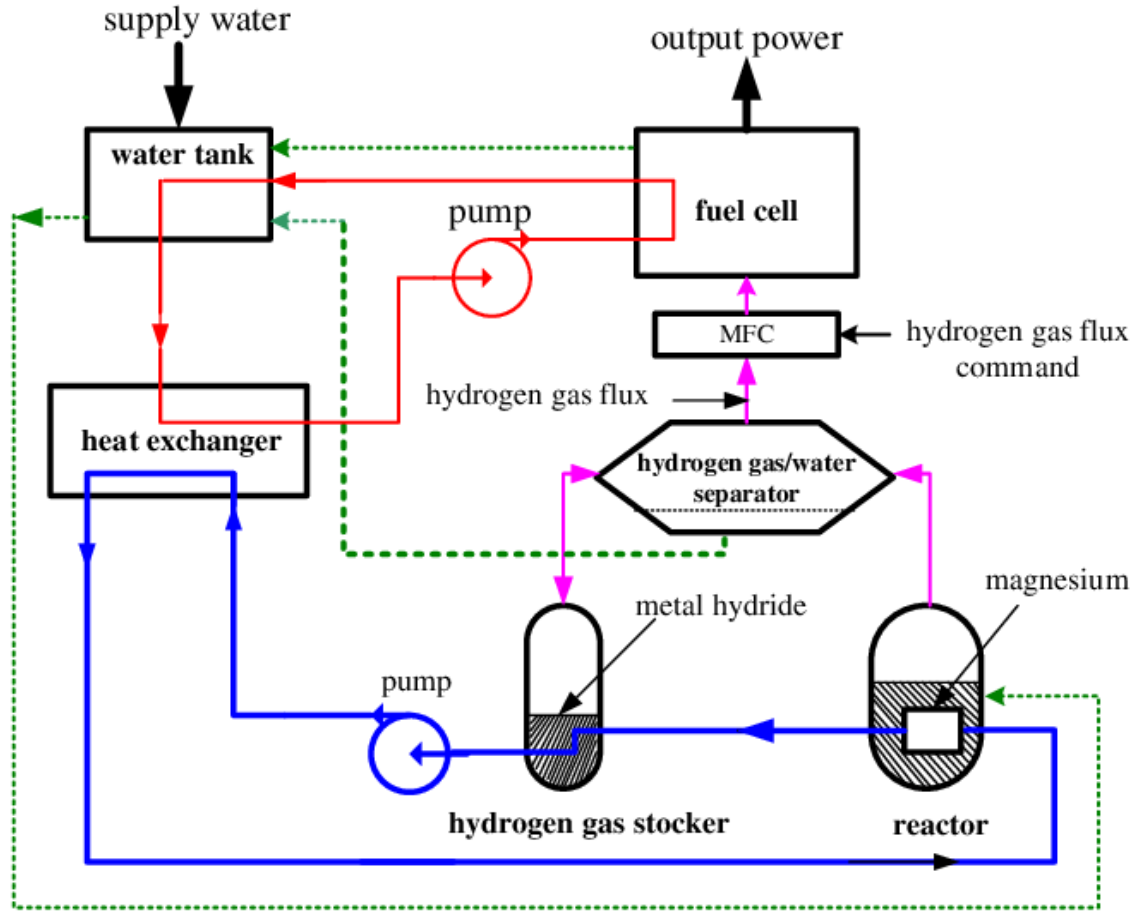 supply water
output power
water tank
fuel cell
pump
MFC
hydrogen gas flux
command
hydrogen gas flux
heat exchanger
hydrogen gas/water
separator
magnesium
metal hydride
pump
hydrogen gas stocker
reactor